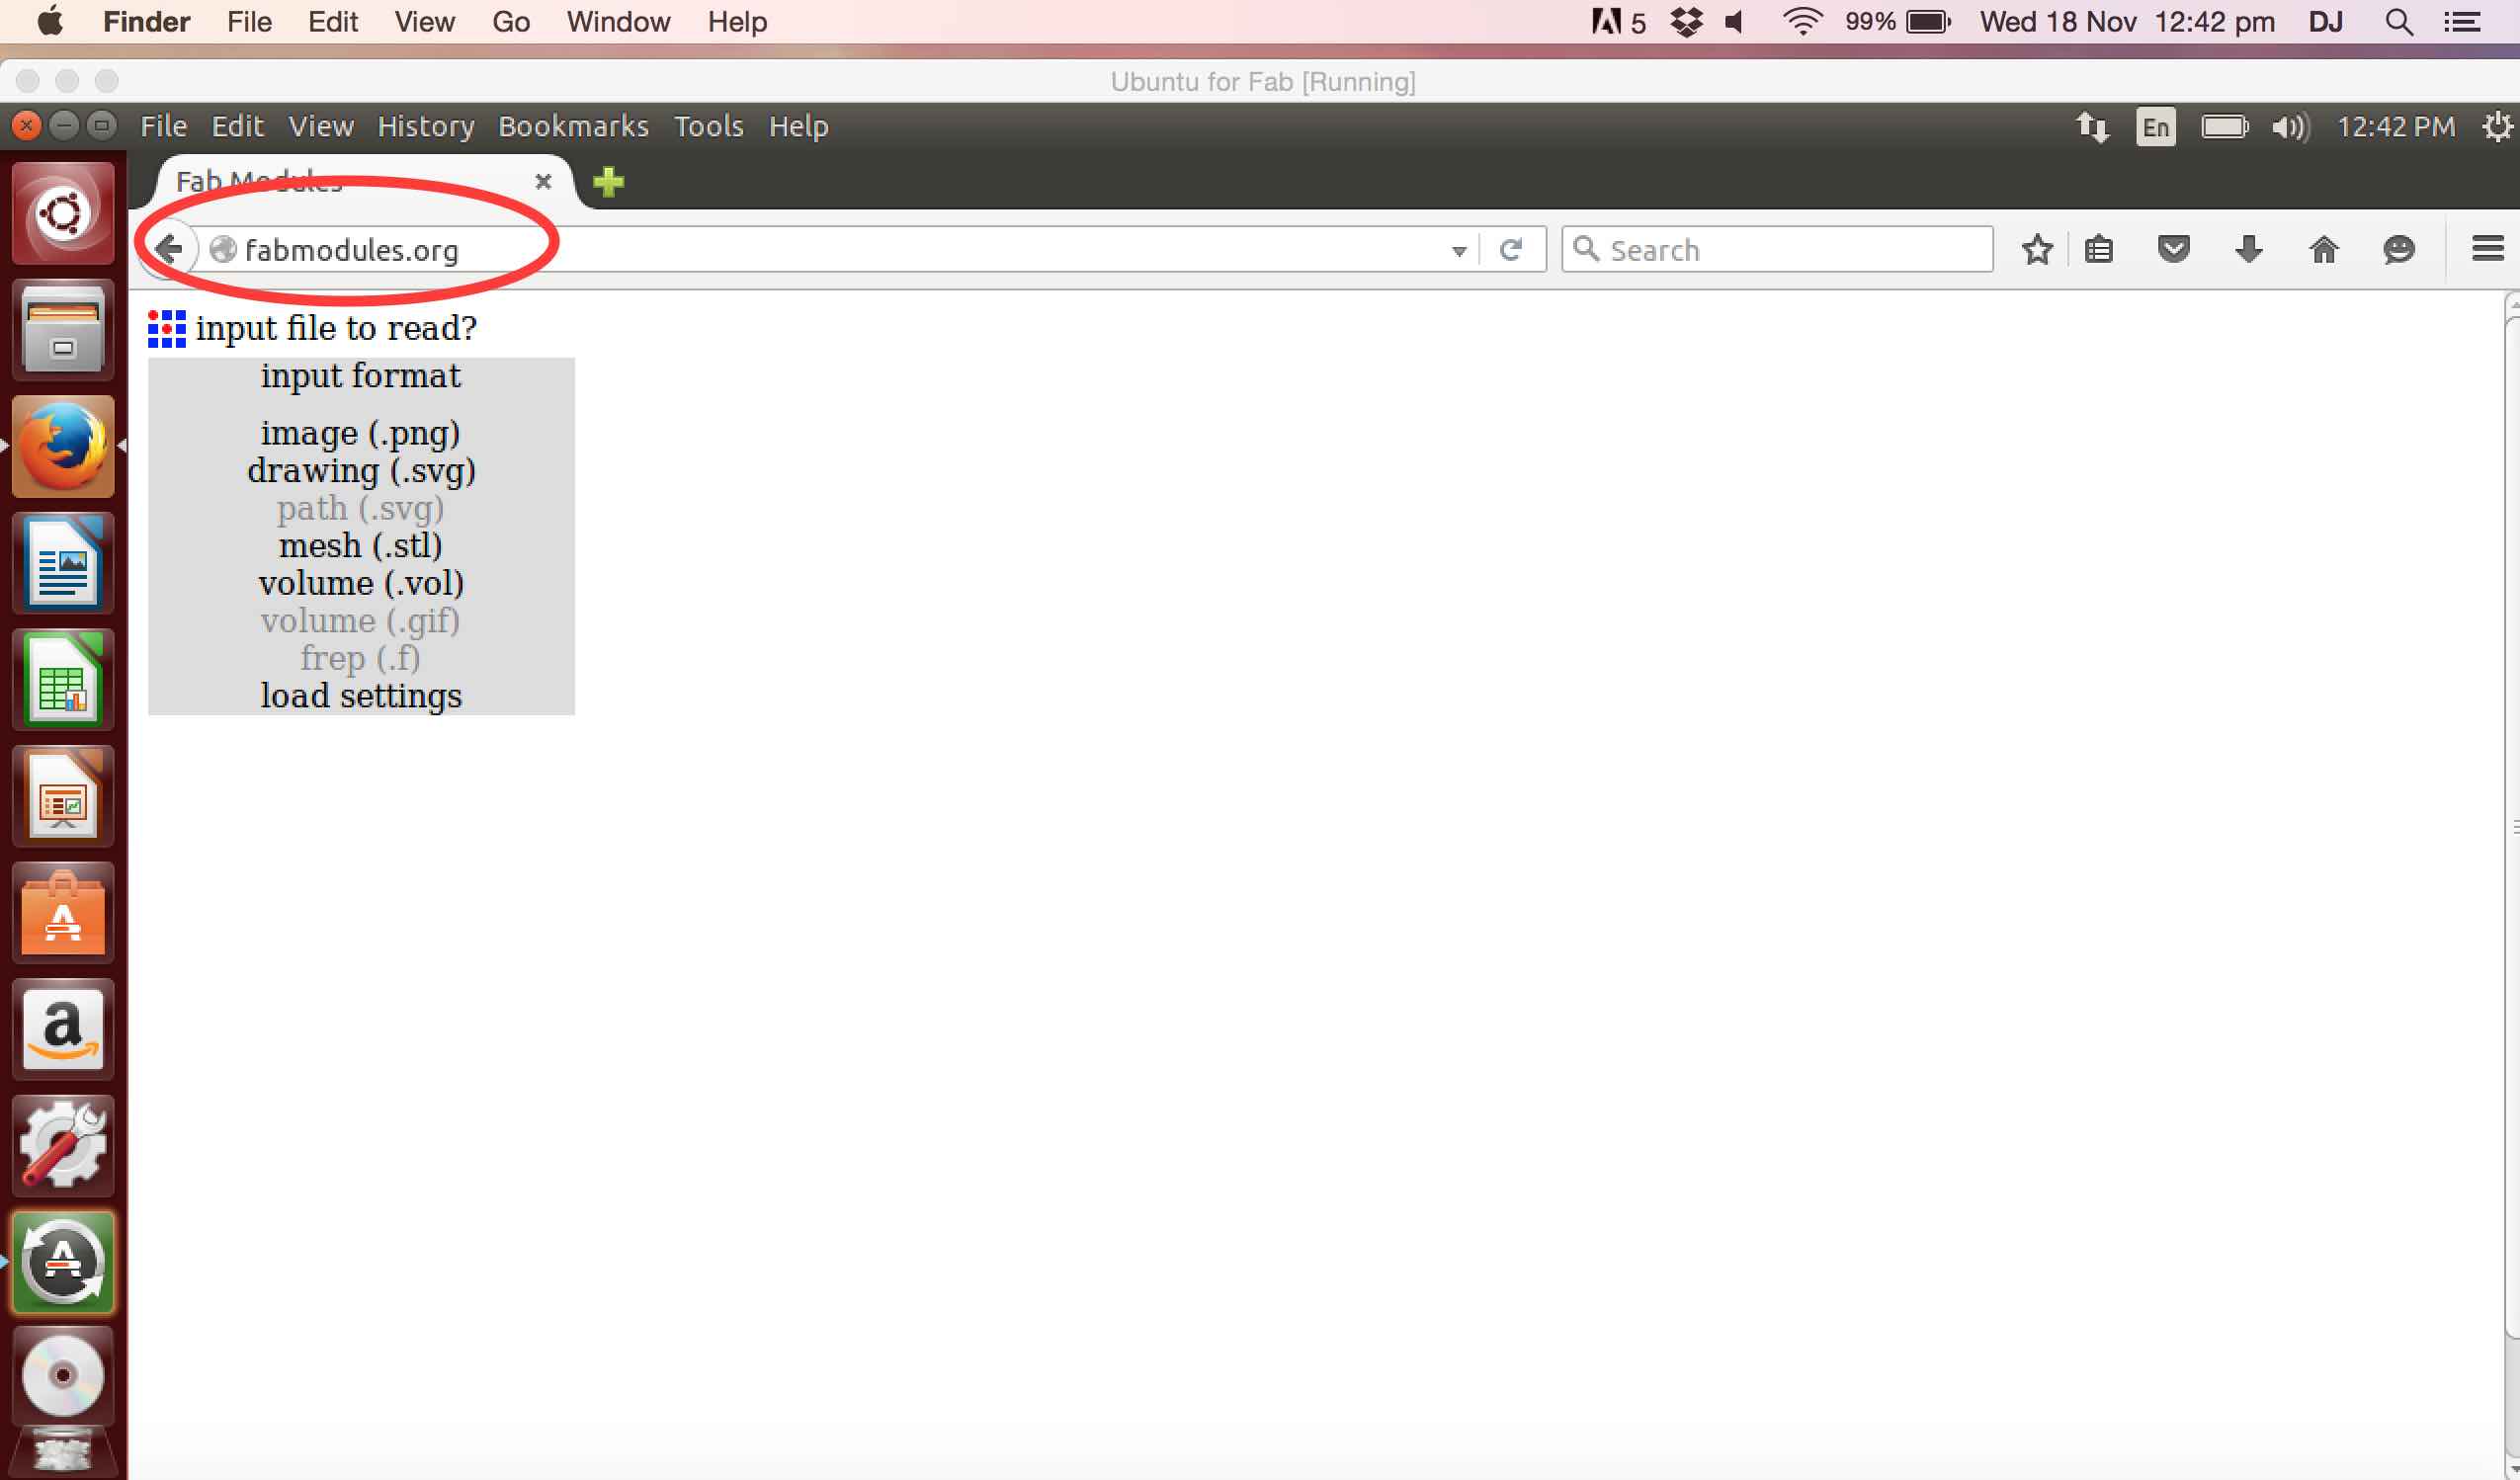 Finder File Edit View Go Window Help 5 99% Wed 18 Nov 12:42 pm DJ
Ubuntu for Fab [Running]
File Edit View History Bookmarks Tools Help En 12:42 PM
Fab Modules
fabmodules.org Search
input file to read?
input format
image (.png)
drawing (.svg)
path (.svg)
mesh (.stl)
volume (.vol)
volume (.gif)
frep (.f)
load settings